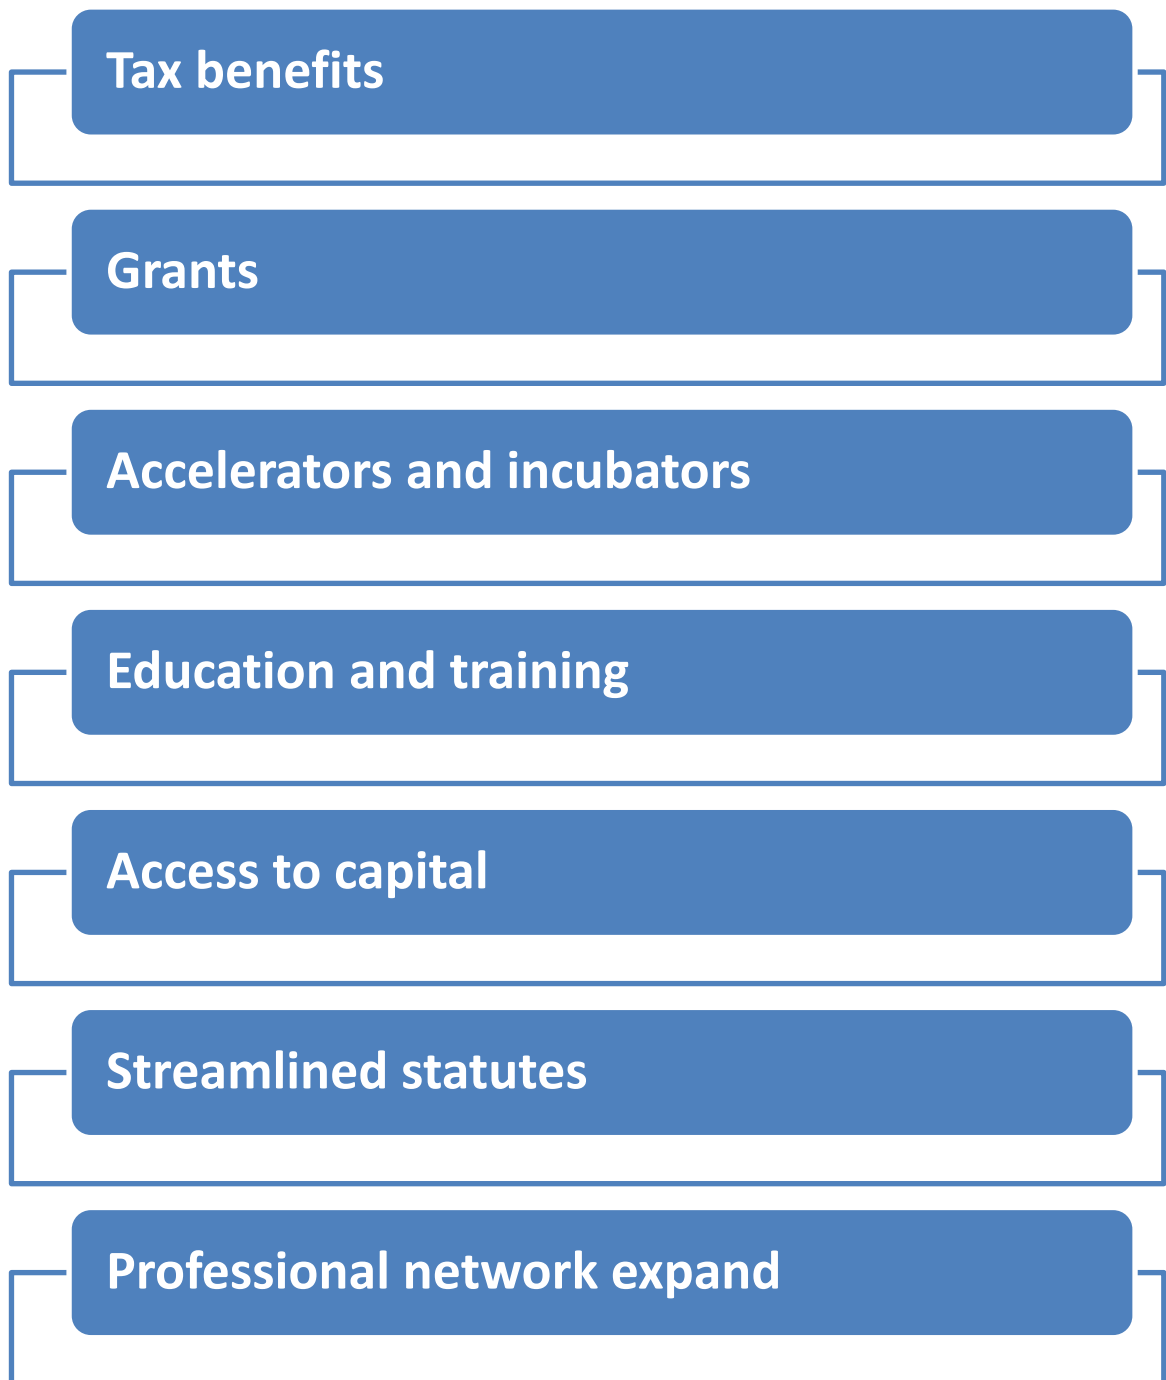 Tax benefits
Grants
Accelerators and incubators
Education and training
Access to capital
Streamlined statutes
Professional network expand